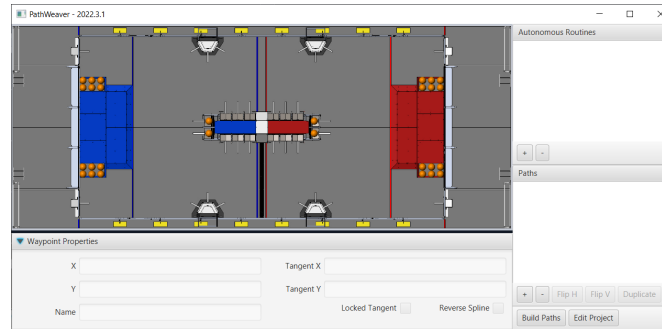 PathWeaver - 2022.3.1
Autonomous Routines
+ -
Paths
Waypoint Properties
X
Tangent X
Y
Tangent Y
+ - Flip H Flip V Duplicate
Name
Locked Tangent
Reverse Spline
Build Paths Edit Project